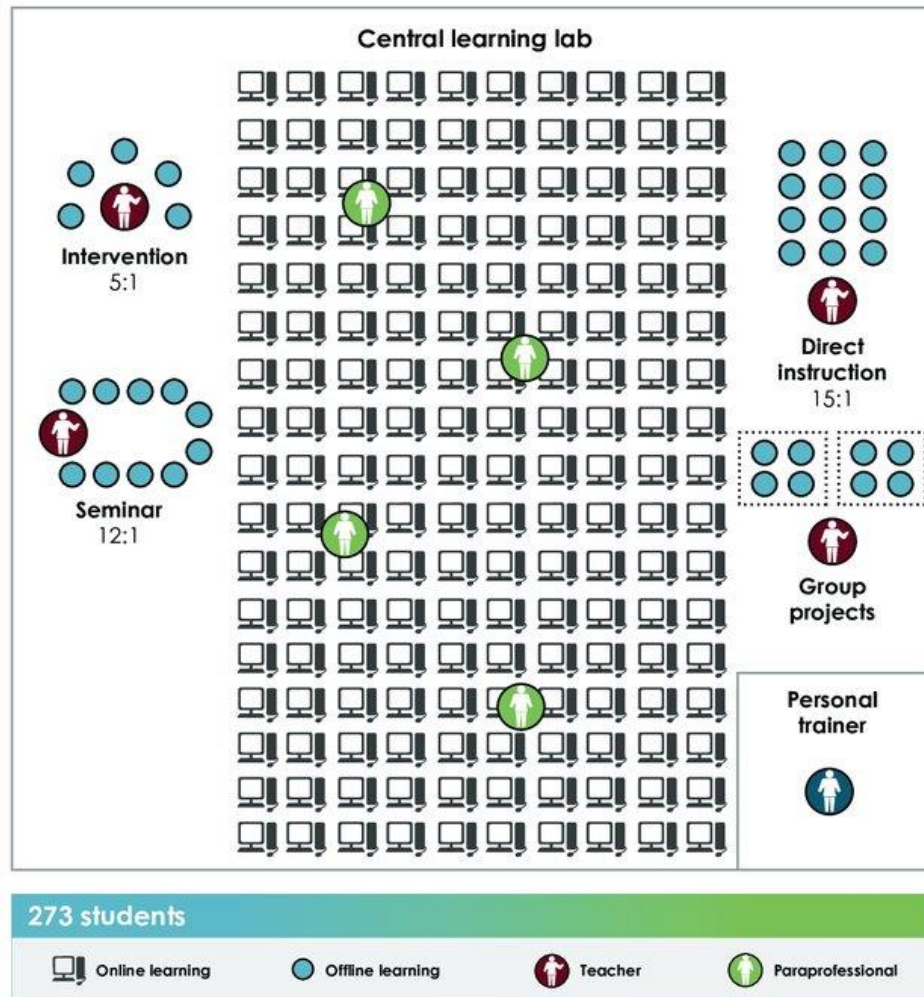 Central learning lab
Intervention
5:1
Seminar
12:1
Direct
instruction
15:1
Group
projects
Personal
trainer
273 students
Online learning
Offline learning
Teacher
Paraprofessional